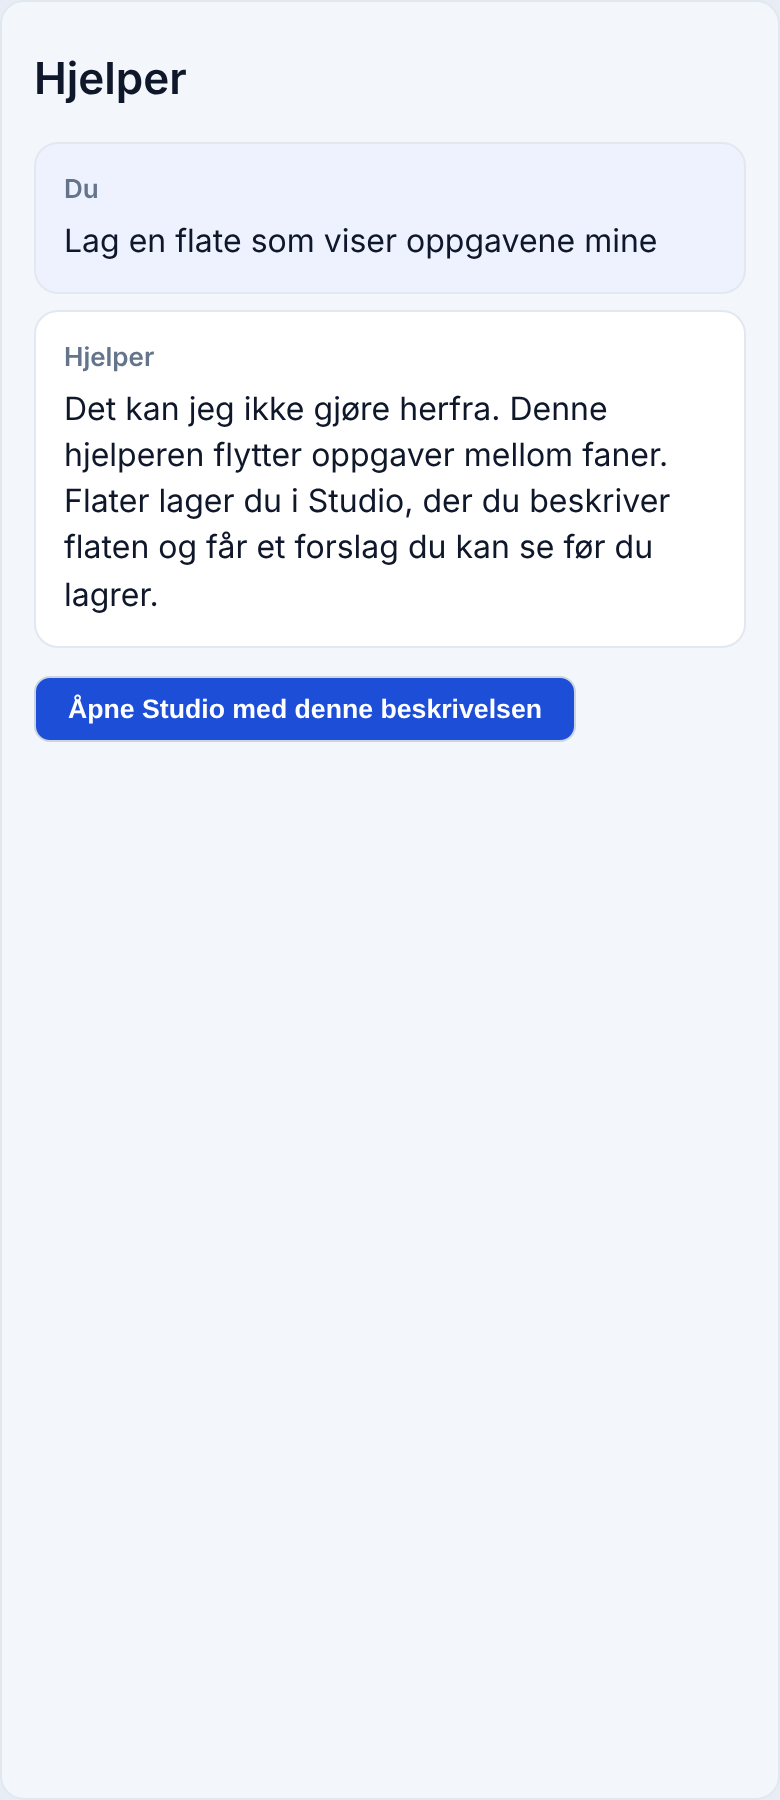 Hjelper
Du
Lag en flate som viser oppgavene mine
Hjelper
Det kan jeg ikke gjøre herfra. Denne
hjelperen flytter oppgaver mellom faner.
Flater lager du i Studio, der du beskriver
flaten og får et forslag du kan se før du
lagrer.
Åpne Studio med denne beskrivelsen